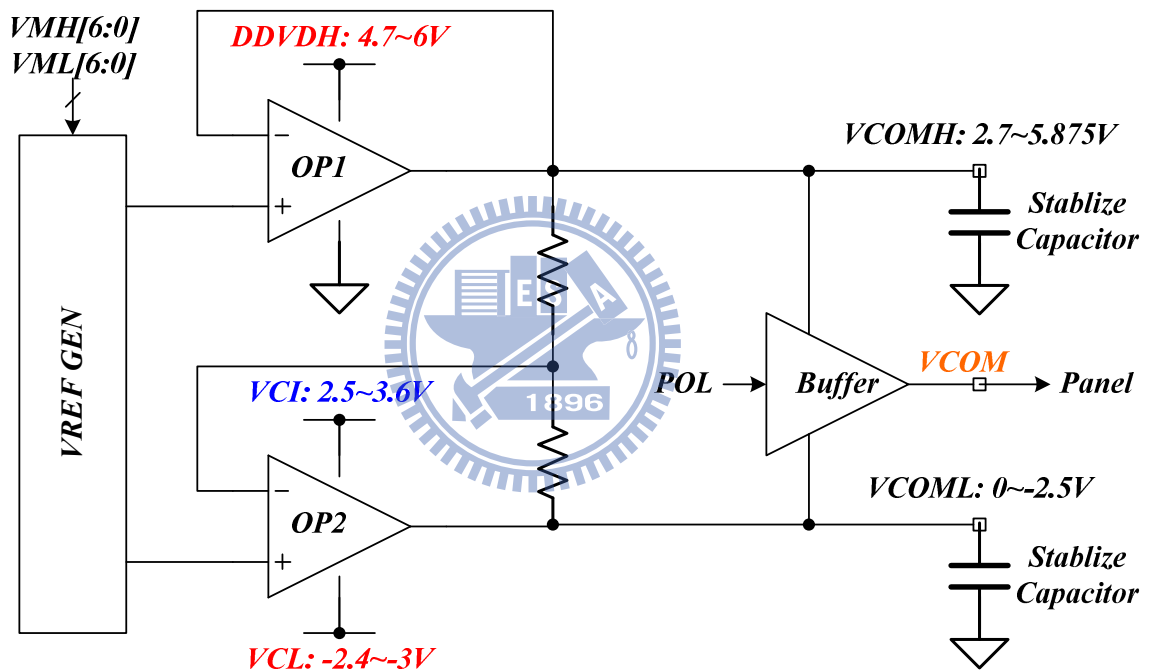 VMH[6:0]
VML[6:0]
DDVDH: 4.7~6V
OP1
−
+
VCOMH: 2.7~5.875V
Stablize
Capacitor
VREF GEN
E S A
8
1896
VCI: 2.5~3.6V
POL
Buffer
VCOM
Panel
OP2
−
+
VCOML: 0~-2.5V
Stablize
Capacitor
VCL: -2.4~-3V